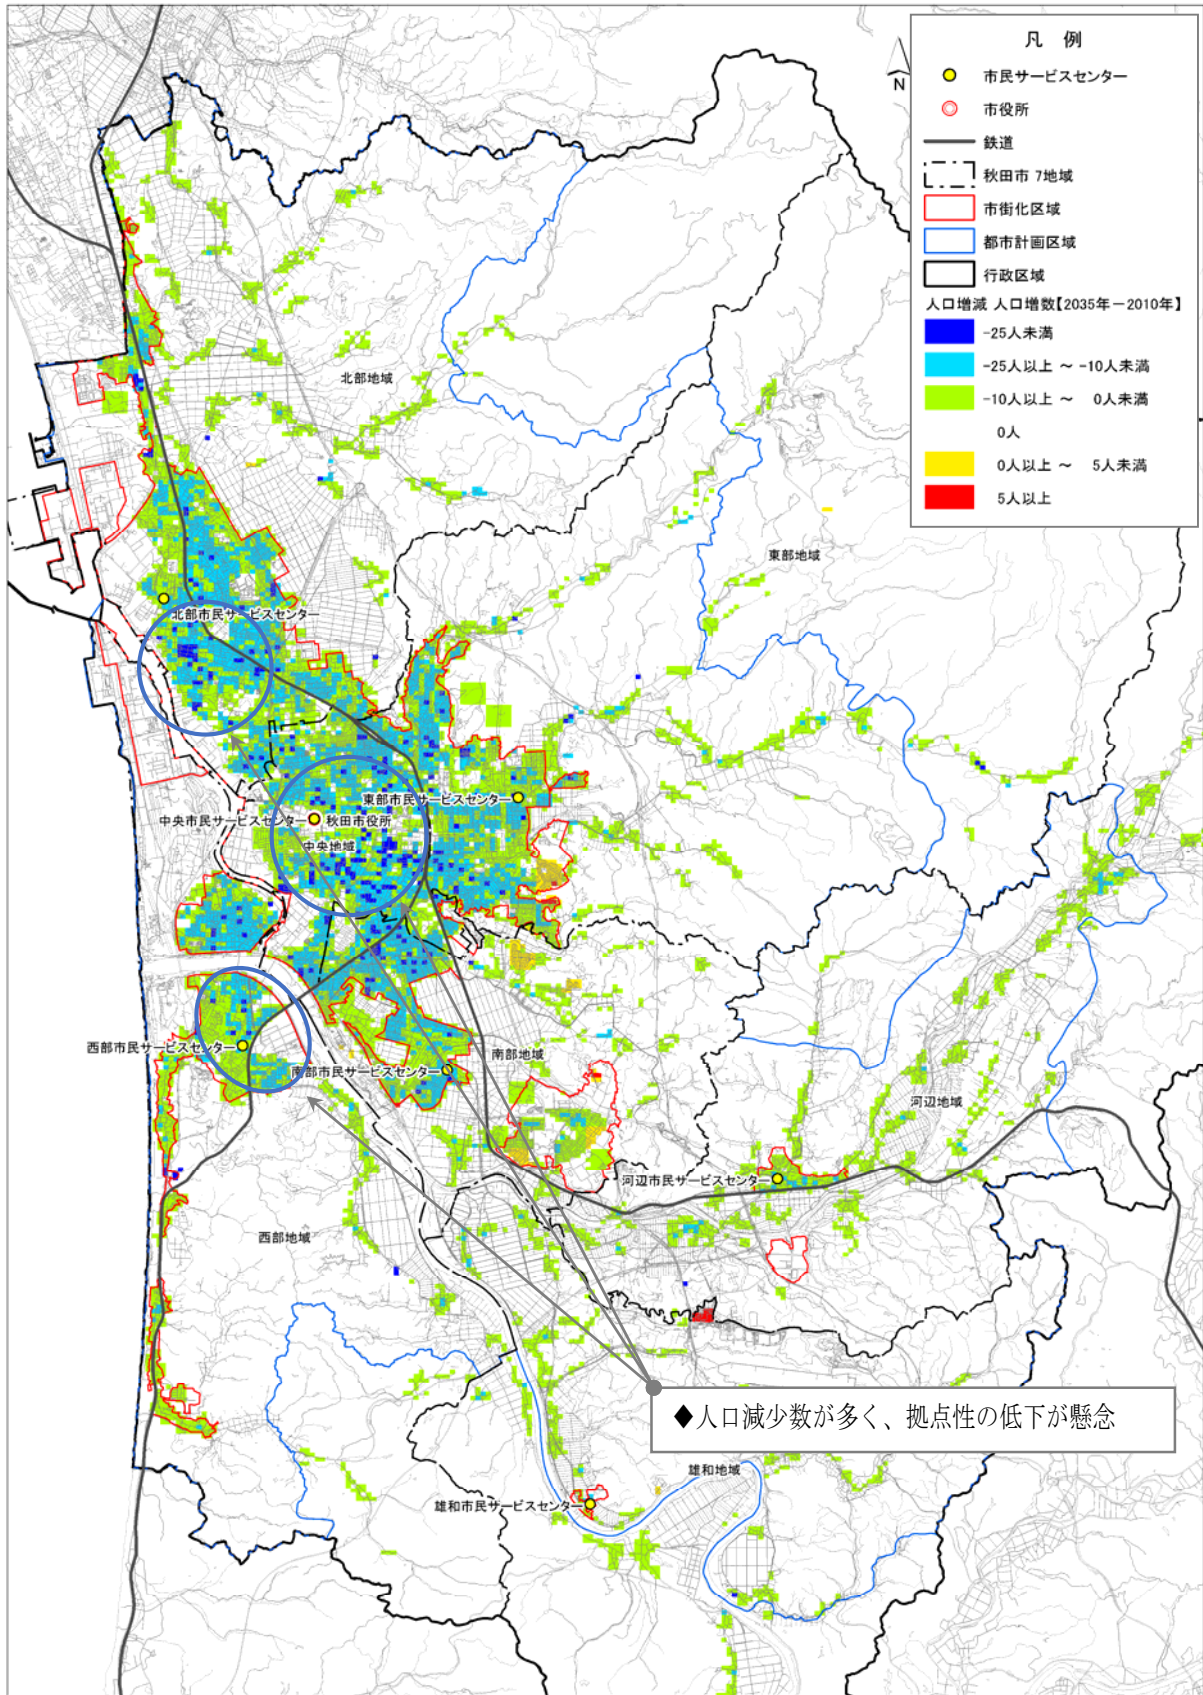 凡 例
N
市民サービスセンター
市役所
鉄道
秋田市 7地域
市街化区域
都市計画区域
行政区域
人口増減 人口増数【2035年－2010年】
-25人未満
-25人以上 ～ -10人未満
-10人以上 ～ 0人未満
0人
0人以上 ～ 5人未満
5人以上
北部地域
東部地域
北部市民サービスセンター
東部市民サービスセンター
中央市民サービスセンター
秋田市役所
中央地域
西部市民サービスセンター
南部地域
南部市民サービスセンター
河辺地域
河辺市民サービスセンター
西部地域
◆人口減少数が多く、拠点性の低下が懸念
雄和地域
雄和市民サービスセンター